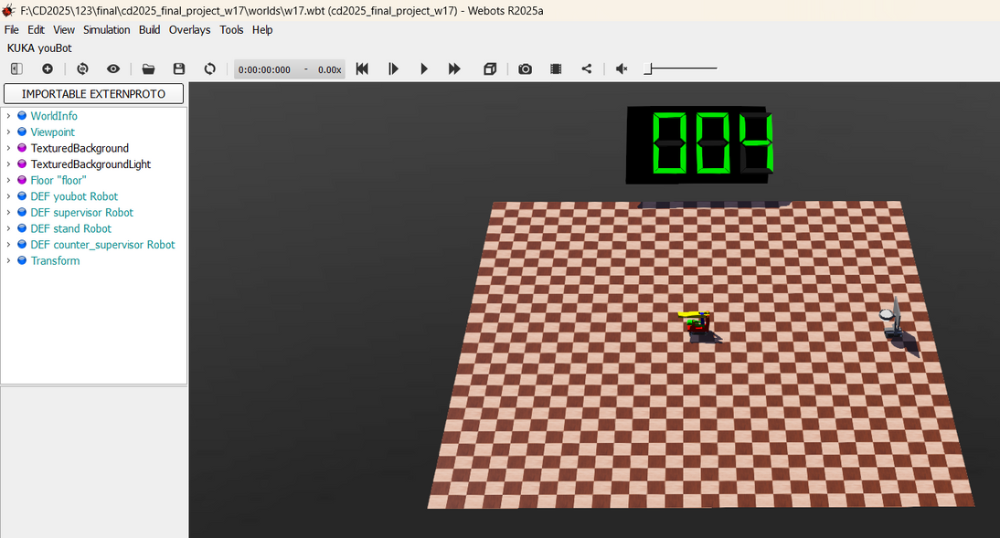 F:\CD2025\123\final\cd2025_final_project_w17\worlds\w17.wbt (cd2025_final_project_w17) - Webots R2025a
File Edit View Simulation Build Overlays Tools Help
KUKA youBot
0:00:00:000 - 0.00x
IMPORTABLE EXTERNPROTO
WorldInfo
Viewpoint
TexturedBackground
TexturedBackgroundLight
Floor "floor"
DEF youbot Robot
DEF supervisor Robot
DEF stand Robot
DEF counter_supervisor Robot
Transform
004